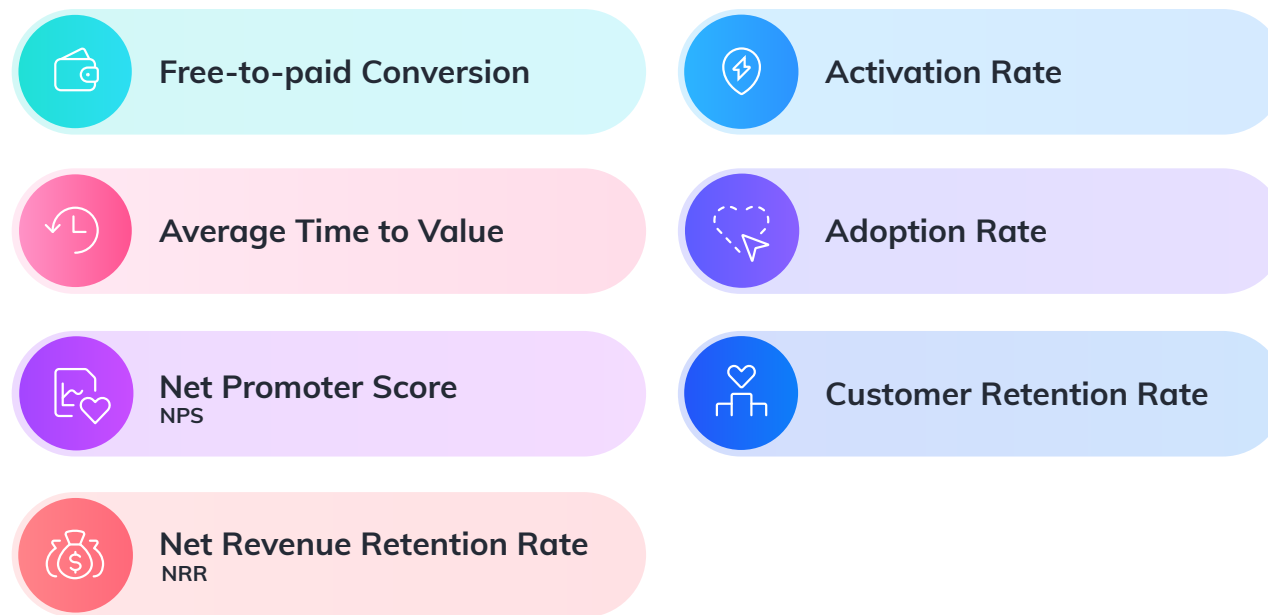 Free-to-paid Conversion
Activation Rate
Average Time to Value
Adoption Rate
Net Promoter Score
NPS
Customer Retention Rate
Net Revenue Retention Rate
NRR
$